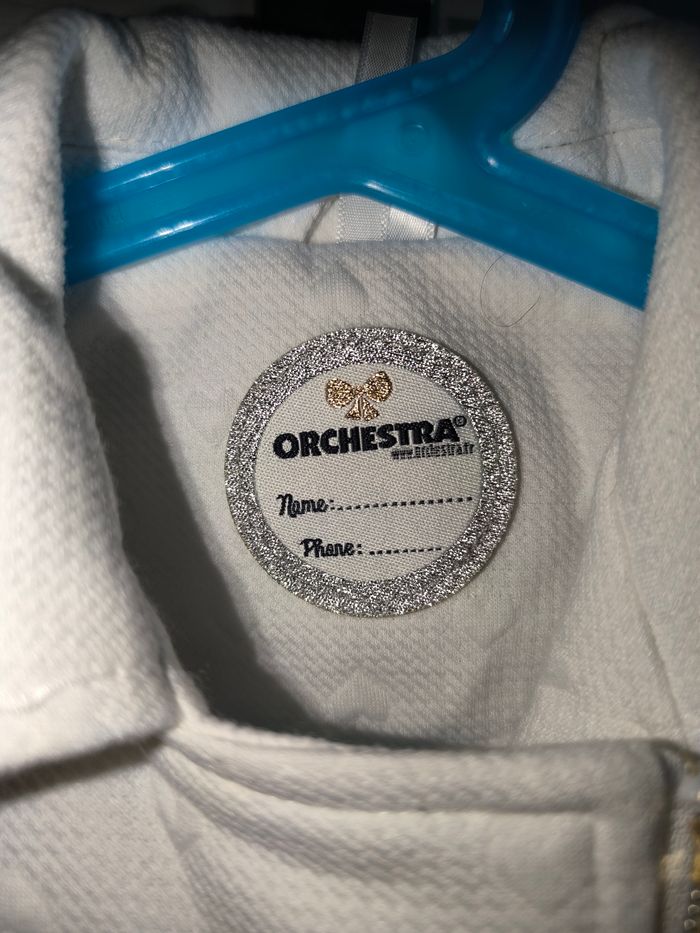 ORCHESTRA®
www.orchestra.fr
Name:.................
Phone:.........